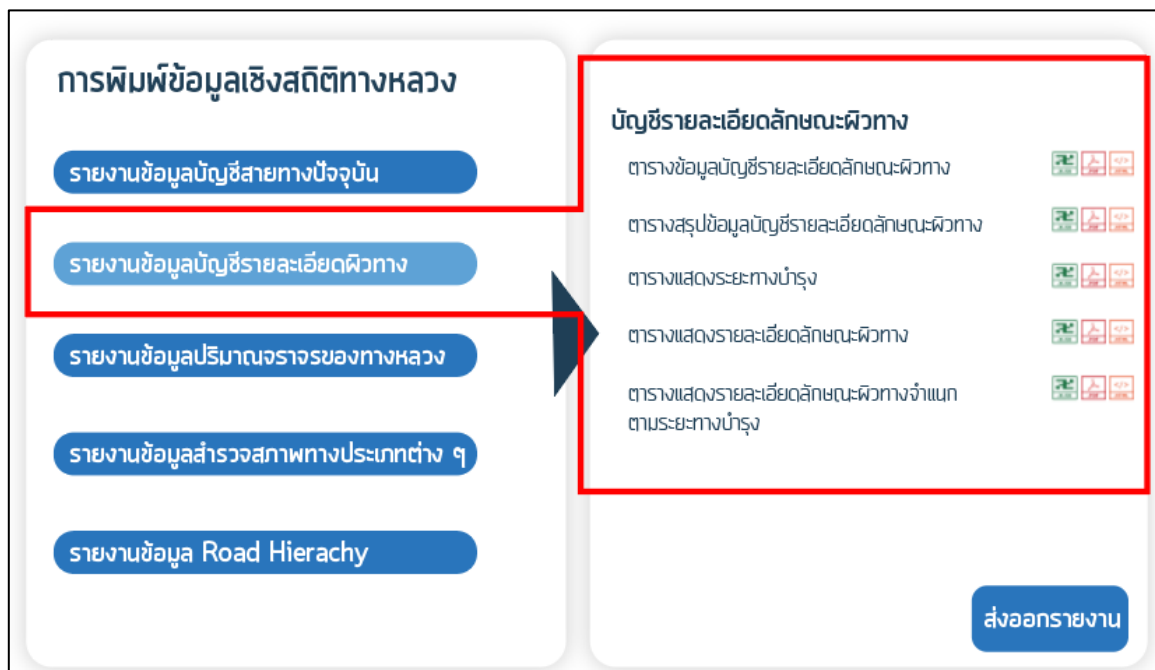 การพิมพ์ข้อมูลเชิงสถิติทางหลวง
รายงานข้อมูลบัญชีสายทางปัจจุบัน
รายงานข้อมูลบัญชีรายละเอียดผิวทาง
รายงานข้อมูลปริมาณจราจรของทางหลวง
รายงานข้อมูลสำรวจสภาพทางประเภทต่าง ๆ
รายงานข้อมูล Road Hierachy
บัญชีรายละเอียดลักษณะผิวทาง
ตารางข้อมูลบัญชีรายละเอียดลักษณะผิวทาง
ตารางสรุปข้อมูลบัญชีรายละเอียดลักษณะผิวทาง
ตารางแสดงระยะทางบำรุง
ตารางแสดงรายละเอียดลักษณะผิวทาง
ตารางแสดงรายละเอียดลักษณะผิวทางจำแนก
ตามระยะทางบำรุง
ส่งออกรายงาน